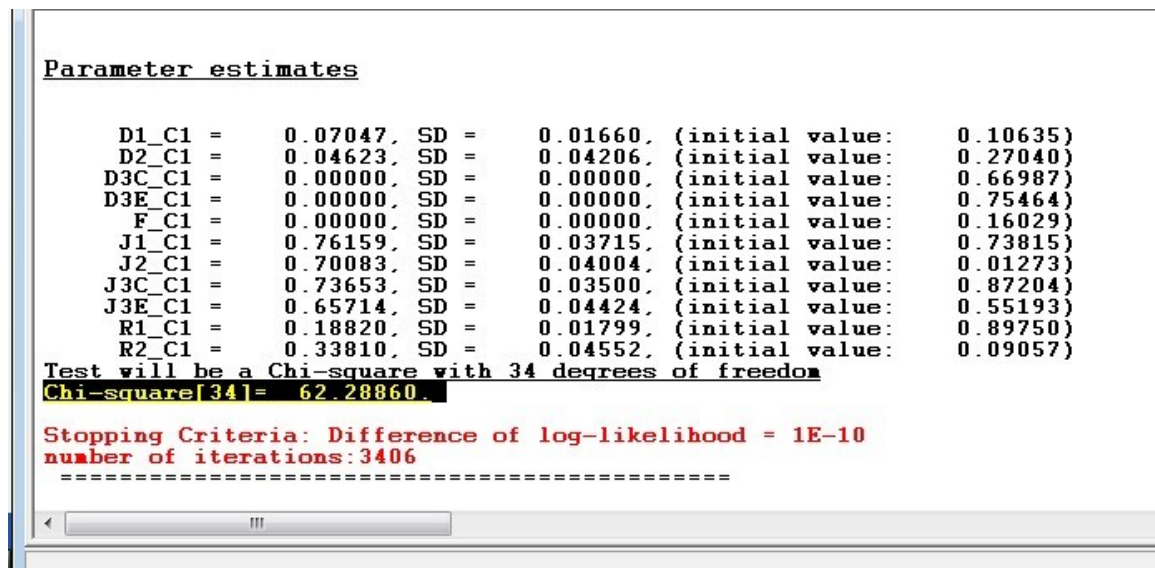 Parameter estimates
D1_C1 = 0.07047, SD = 0.01660, (initial value: 0.10635)
D2_C1 = 0.04623, SD = 0.04206, (initial value: 0.27040)
D3C_C1 = 0.00000, SD = 0.00000, (initial value: 0.66987)
D3E_C1 = 0.00000, SD = 0.00000, (initial value: 0.75464)
F_C1 = 0.00000, SD = 0.00000, (initial value: 0.16029)
J1_C1 = 0.76159, SD = 0.03715, (initial value: 0.73815)
J2_C1 = 0.70083, SD = 0.04004, (initial value: 0.01273)
J3C_C1 = 0.73653, SD = 0.03500, (initial value: 0.87204)
J3E_C1 = 0.65714, SD = 0.04424, (initial value: 0.55193)
R1_C1 = 0.18820, SD = 0.01799, (initial value: 0.89750)
R2_C1 = 0.33810, SD = 0.04552, (initial value: 0.09057)
Test will be a Chi-square with 34 degrees of freedom
Chi-square[34]= 62.28860.
Stopping Criteria: Difference of log-likelihood = 1E-10
number of iterations:3406
=============================================